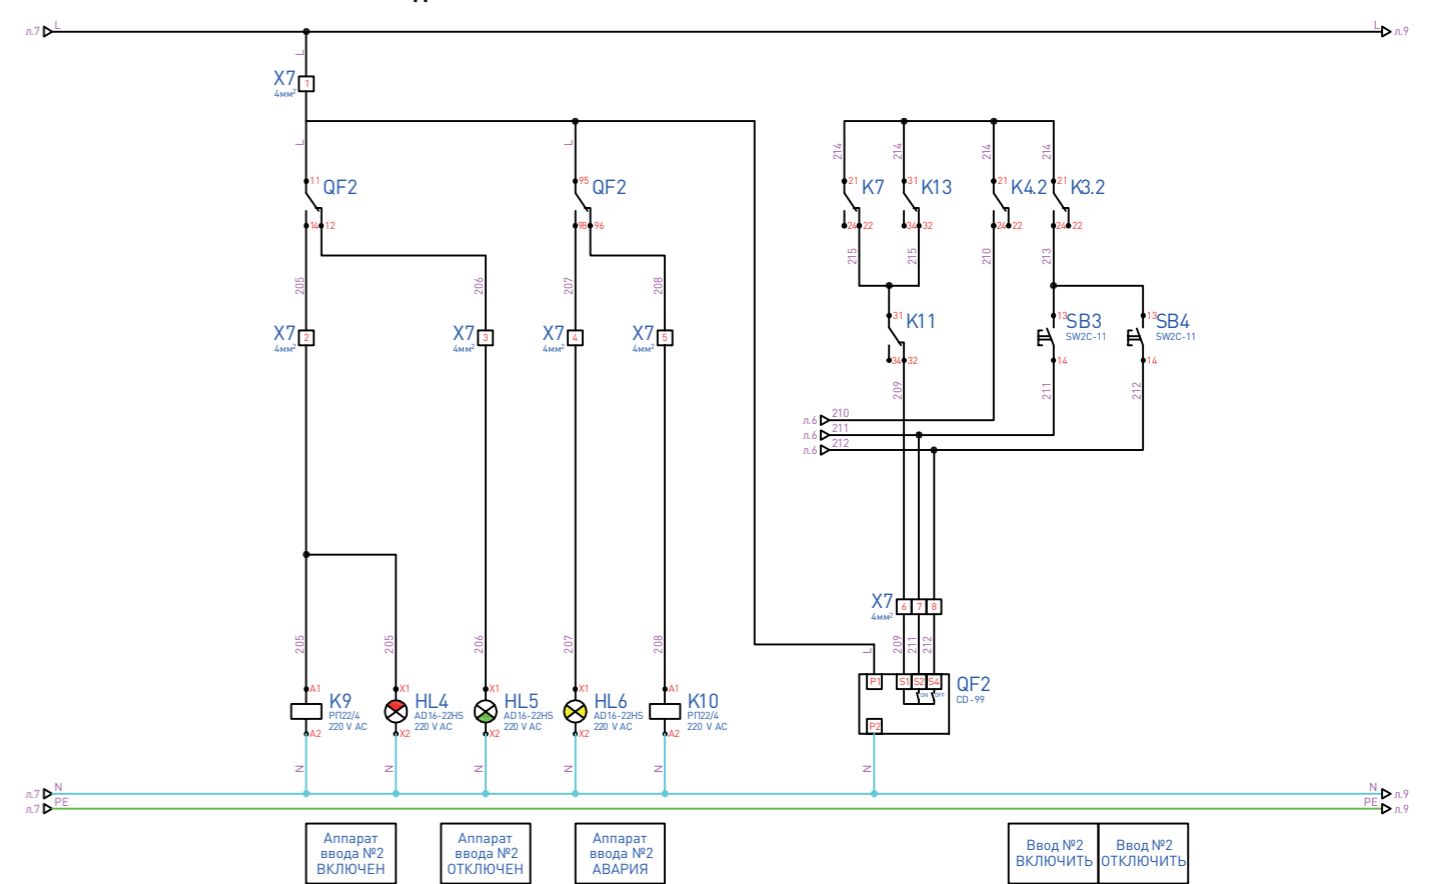 л.7
L
L
л.9
L
X7
4мм²
1
L
L
214
214
214
214
11
QF2
14
12
95
QF2
98
96
21
K7
24
22
31
K13
34
32
21
K4.2
24
22
21
K3.2
24
22
205
206
207
208
215
215
210
213
X7
4мм²
2
X7
4мм²
3
X7
4мм²
4
X7
4мм²
5
31
K11
34
32
13
SB3
SW2C-11
14
13
SB4
SW2C-11
14
209
211
212
л.6
210
л.6
211
л.6
212
X7
4мм²
6
7
8
205
205
206
207
208
L
209
211
212
A1
K9
РП22/4
220 V AC
A2
X1
HL4
AD16-22HS
220 V AC
X2
X1
HL5
AD16-22HS
220 V AC
X2
X1
HL6
AD16-22HS
220 V AC
X2
A1
K10
РП22/4
220 V AC
A2
P1
S1
S2
S4
ON
OFF
P2
QF2
CD-99
N
N
N
N
N
N
л.7
N
N
л.9
л.7
PE
PE
л.9
Аппарат
ввода №2
ВКЛЮЧЕН
Аппарат
ввода №2
ОТКЛЮЧЕН
Аппарат
ввода №2
АВАРИЯ
Ввод №2
ВКЛЮЧИТЬ
Ввод №2
ОТКЛЮЧИТЬ